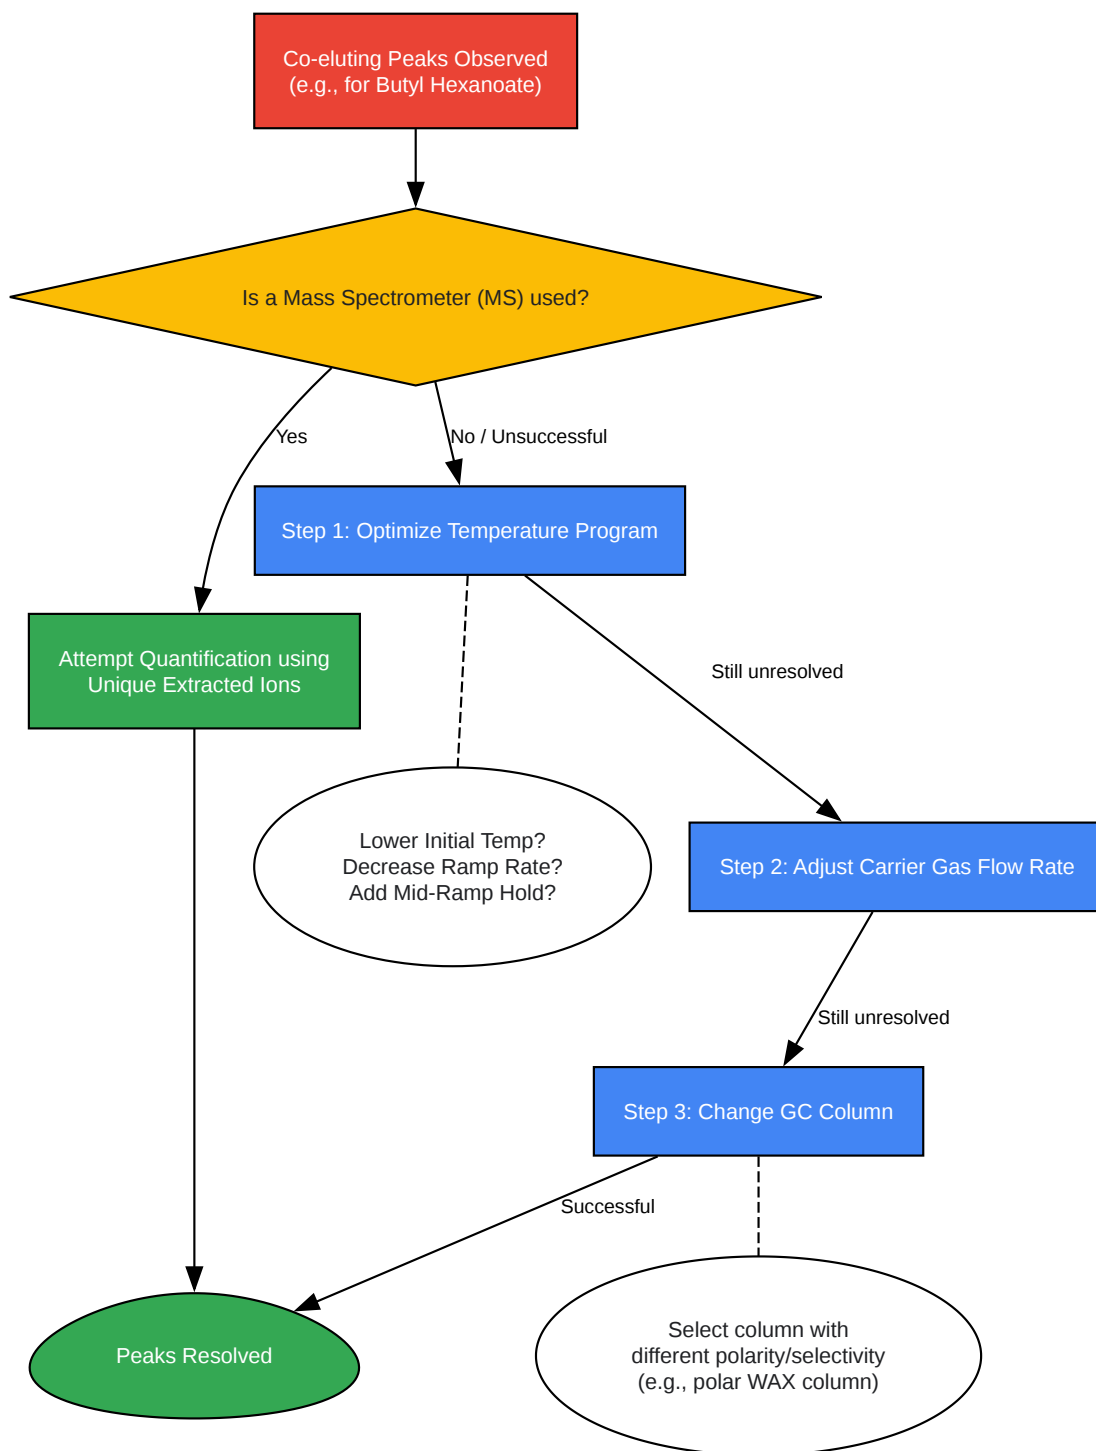 Co-eluting Peaks Observed
(e.g., for Butyl Hexanoate)
Is a Mass Spectrometer (MS) used?
Yes
No / Unsuccessful
Step 1: Optimize Temperature Program
Attempt Quantification using
Unique Extracted Ions
Still unresolved
Lower Initial Temp?
Decrease Ramp Rate?
Add Mid-Ramp Hold?
Step 2: Adjust Carrier Gas Flow Rate
Still unresolved
Step 3: Change GC Column
Successful
Peaks Resolved
Select column with
different polarity/selectivity
(e.g., polar WAX column)